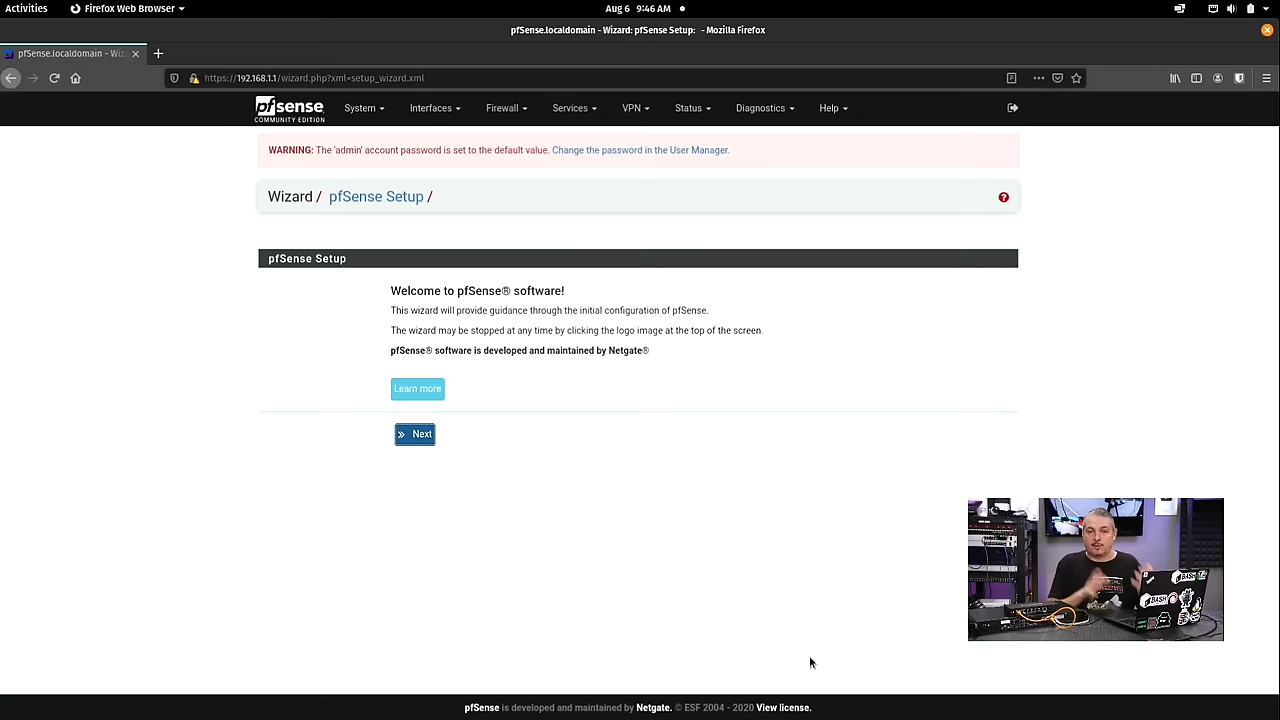 Activities Firefox Web Browser Aug 6 9:46 AM
pfSense.localdomain - Wizard: pfSense Setup: - Mozilla Firefox
pfSense.localdomain - Wiz
https://192.168.1.1/wizard.php?xml=setup_wizard.xml
pfsense System Interfaces Firewall Services VPN Status Diagnostics Help
COMMUNITY EDITION
WARNING: The 'admin' account password is set to the default value. Change the password in the User Manager.
Wizard / pfSense Setup /
pfSense Setup
Welcome to pfSense® software!
This wizard will provide guidance through the initial configuration of pfSense.
The wizard may be stopped at any time by clicking the logo image at the top of the screen.
pfSense® software is developed and maintained by Netgate®
Learn more
Next
BASH
BASH
pfSense is developed and maintained by Netgate. © ESF 2004 - 2020 View license.